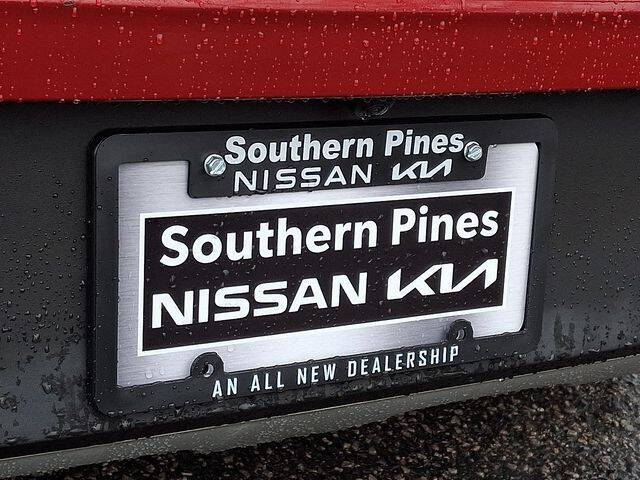 Southern Pines
NISSAN KIA
Southern Pines
NISSAN KIA
AN ALL NEW DEALERSHIP